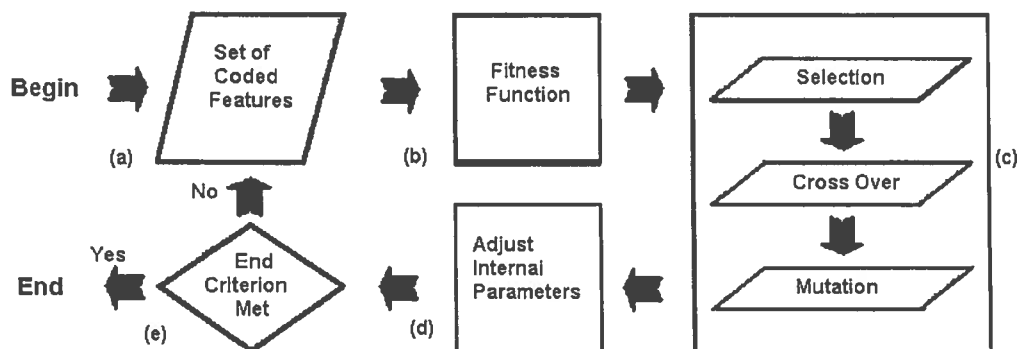 Begin
(a)
Set of
Coded
Features
(b)
Fitness
Function
Selection
Cross Over
Mutation
(c)
Adjust
Internal
Parameters
(d)
End
Criterion
Met
No
Yes
(e)
End